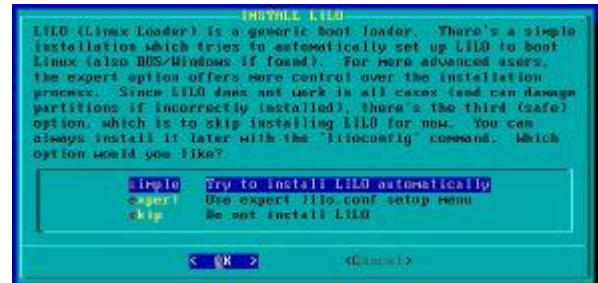 INSTALL LILO
LILO (Linux Loader) is a generic boot loader.  There's a simple
installation which tries to automatically set up LILO to boot
Linux (also DOS/Windows if found).  For more advanced users,
the expert option offers more control over the installation
process.  Since LILO does not work in all cases (and can damage
partitions if incorrectly installed), there's the third (safe)
option, which is to skip installing LILO for now.  You can
always install it later with the 'liloconfig' command.  Which
option would you like?
simple  Try to install LILO automatically
expert  Use expert lilo.conf setup menu
skip  Do not install LILO
<  OK  >  <Cancel>